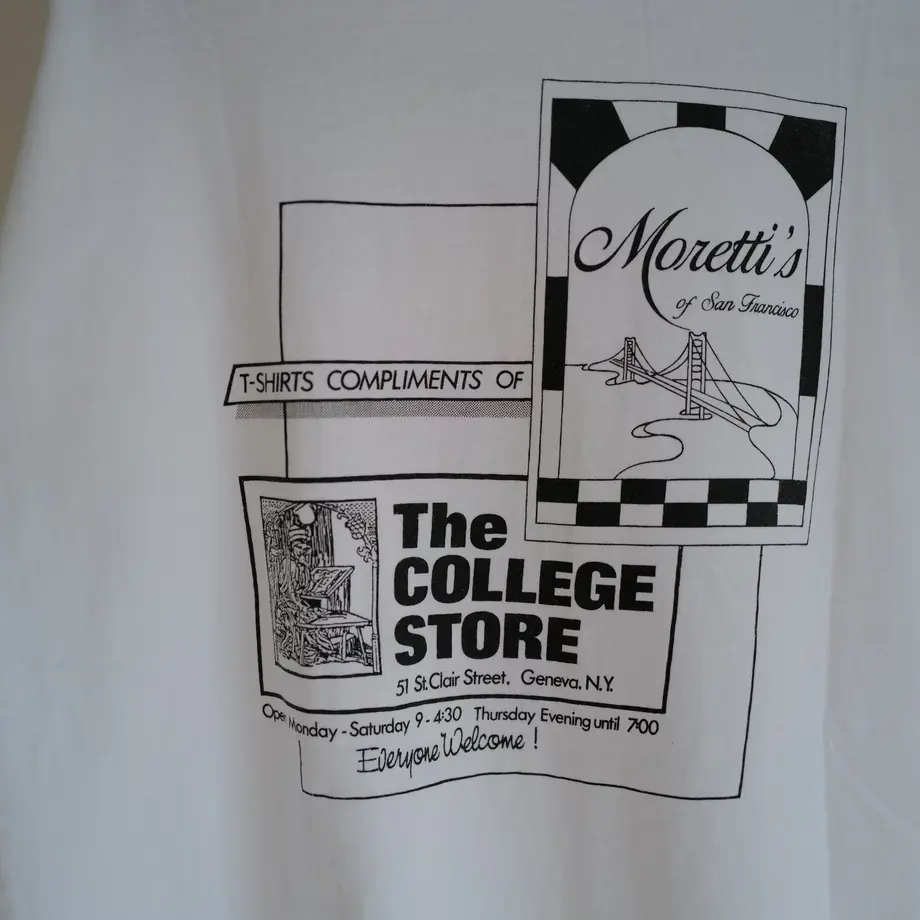 Moretti's
of San Francisco
T-SHIRTS COMPLIMENTS OF
The
COLLEGE
STORE
51 St.Clair Street, Geneva, N.Y.
Open Monday - Saturday 9 - 4:30 Thursday Evening until 7:00
Everyone Welcome !